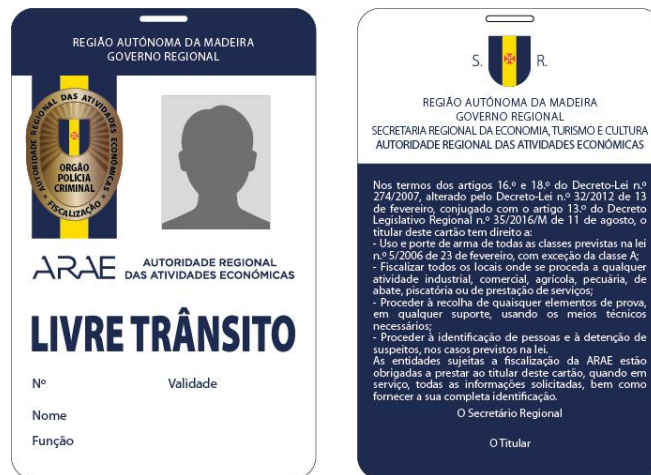 REGIÃO AUTÓNOMA DA MADEIRA
GOVERNO REGIONAL
AUTORIDADE REGIONAL DAS ATIVIDADES ECONÓMICAS
ORGÃO
POLÍCIA
CRIMINAL
FISCALIZAÇÃO
ARAE
AUTORIDADE REGIONAL
DAS ATIVIDADES ECONÓMICAS
LIVRE TRÂNSITO
Nº Validade
Nome
Função
S. R.
REGIÃO AUTÓNOMA DA MADEIRA
GOVERNO REGIONAL
SECRETARIA REGIONAL DA ECONOMIA, TURISMO E CULTURA
AUTORIDADE REGIONAL DAS ATIVIDADES ECONÓMICAS
Nos termos dos artigos 16.º e 18.º do Decreto-Lei n.º
274/2007, alterado pelo Decreto-Lei n.º 32/2012 de 13
de fevereiro, conjugado com o artigo 13.º do Decreto
Legislativo Regional n.º 35/2016/M de 11 de agosto, o
titular deste cartão tem direito a:
- Uso e porte de arma de todas as classes previstas na lei
n.º 5/2006 de 23 de fevereiro, com exceção da classe A;
- Fiscalizar todos os locais onde se proceda a qualquer
atividade industrial, comercial, agrícola, pecuária, de
abate, piscatória ou de prestação de serviços;
- Proceder à recolha de quaisquer elementos de prova,
em qualquer suporte, usando os meios técnicos
necessários;
- Proceder à identificação de pessoas e à detenção de
suspeitos, nos casos previstos na lei.
As entidades sujeitas a fiscalização da ARAE estão
obrigadas a prestar ao titular deste cartão, quando em
serviço, todas as informações solicitadas, bem como
fornecer a sua completa identificação.
O Secretário Regional
O Titular